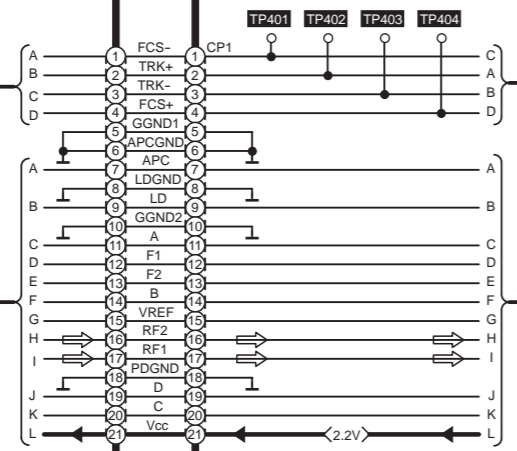 TP401 TP402 TP403 TP404
FCS− CP1
A 1 1 C
TRK+
B 2 2 A
TRK−
C 3 3 B
FCS+
D 4 4 D
GGND1
5 5
APCGND
6 6
APC
A 7 7 A
LDGND
8 8
LD
B 9 9 B
GGND2
10 10
A
C 11 11 C
F1
D 12 12 D
F2
E 13 13 E
B
F 14 14 F
VREF
G 15 15 G
RF2
H 16 16 H
RF1
I 17 17 I
PDGND
18 18
D
J 19 19 J
C
K 20 20 K
Vcc
L 21 21 2.2V L